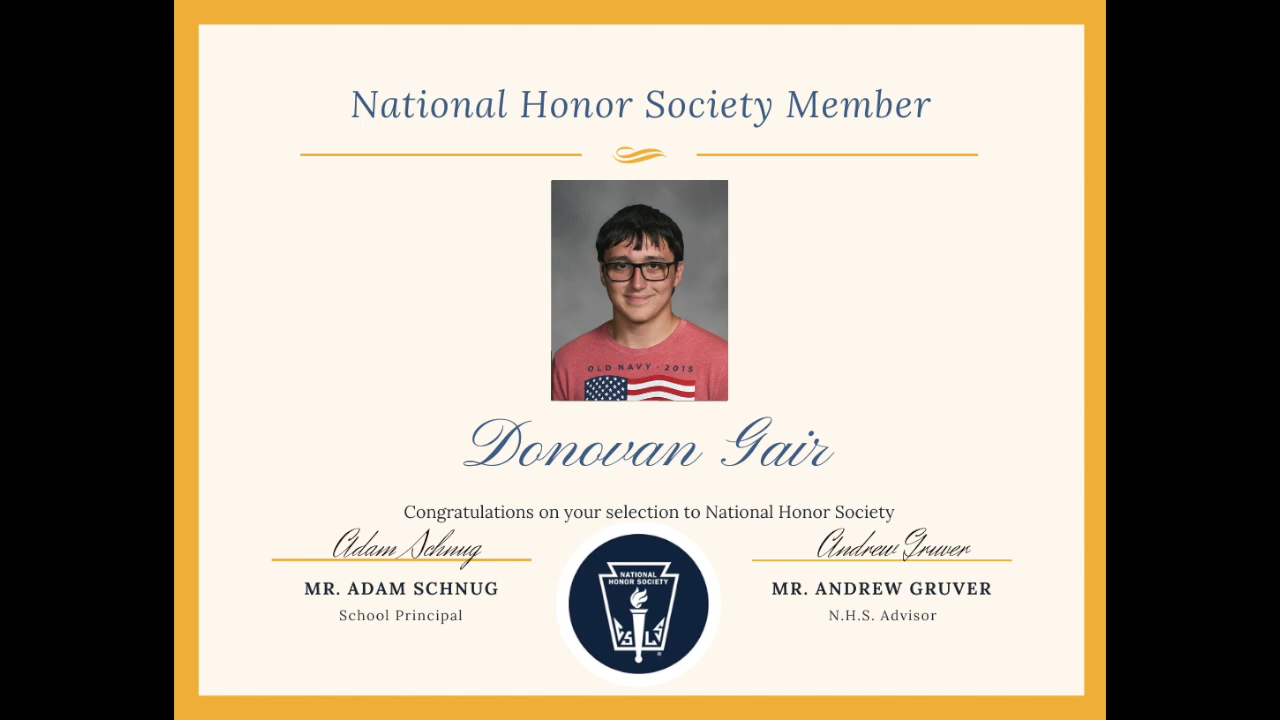 National Honor Society Member
OLD NAVY · 2015
Donovan Gair
Congratulations on your selection to National Honor Society
Adam Schnug
Andrew Gruver
MR. ADAM SCHNUG
MR. ANDREW GRUVER
School Principal
N.H.S. Advisor
NATIONAL
HONOR SOCIETY
C S L S